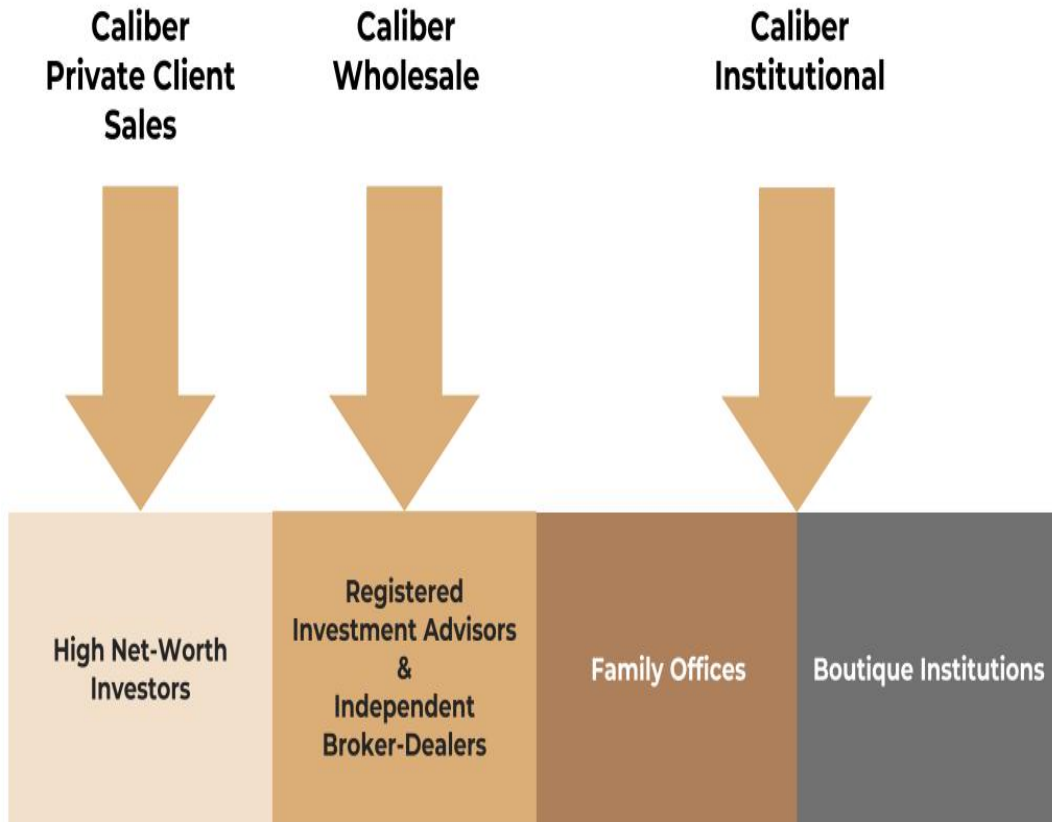 Caliber
Private Client
Sales
Caliber
Wholesale
Caliber
Institutional
High Net-Worth
Investors
Registered
Investment Advisors
&
Independent
Broker-Dealers
Family Offices
Boutique Institutions